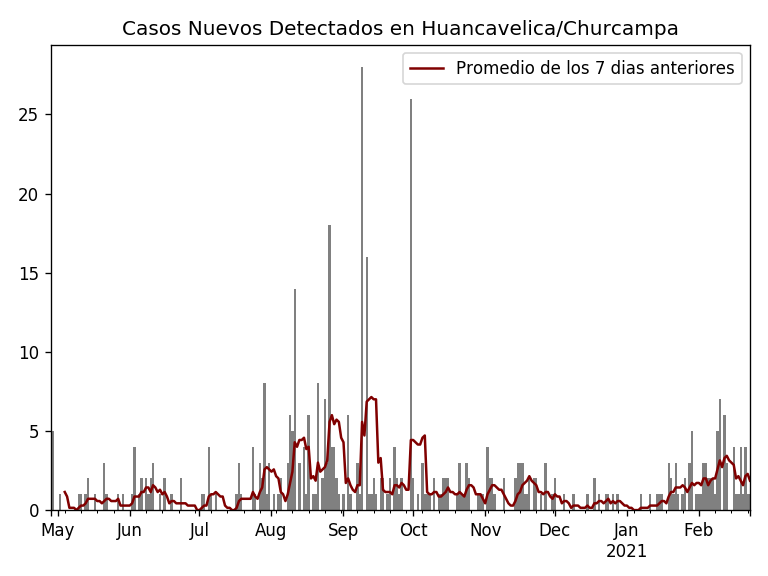 Casos Nuevos Detectados en Huancavelica/Churcampa
Promedio de los 7 dias anteriores
25
20
15
10
5
0
May Jun Jul Aug Sep Oct Nov Dec Jan Feb
2021